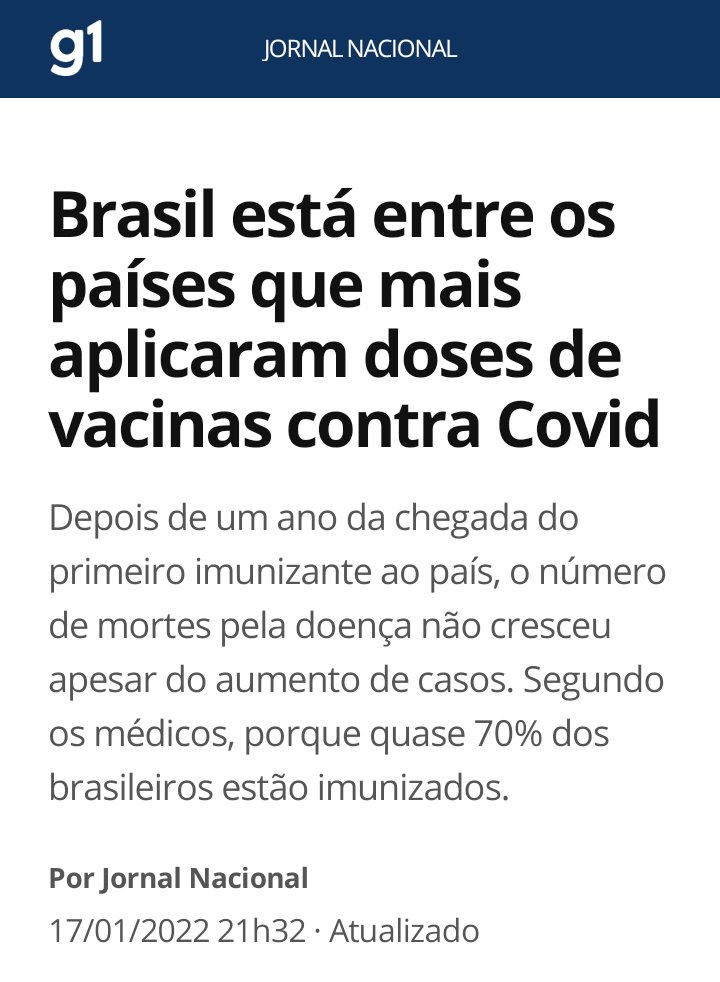 g1
JORNAL NACIONAL
Brasil está entre os
países que mais
aplicaram doses de
vacinas contra Covid
Depois de um ano da chegada do
primeiro imunizante ao país, o número
de mortes pela doença não cresceu
apesar do aumento de casos. Segundo
os médicos, porque quase 70% dos
brasileiros estão imunizados.
Por Jornal Nacional
17/01/2022 21h32 · Atualizado